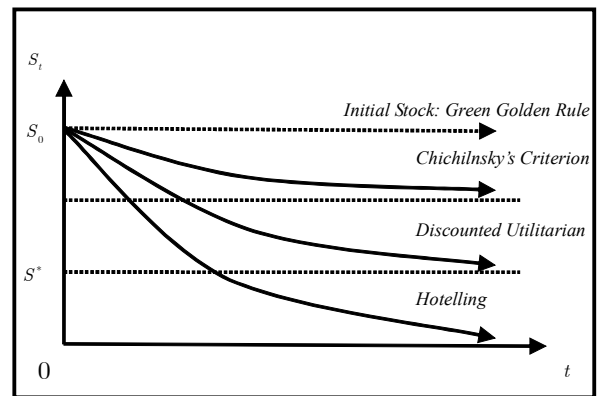 S_t
Initial Stock: Green Golden Rule
S_0
Chichilnsky's Criterion
Discounted Utilitarian
S*
Hotelling
0
t